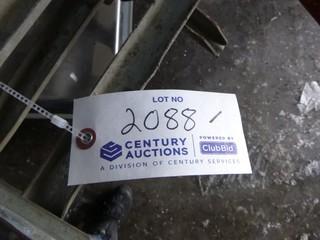 LOT NO
2088
CENTURY AUCTIONS POWERED BY ClubBid
A DIVISION OF CENTURY SERVICES